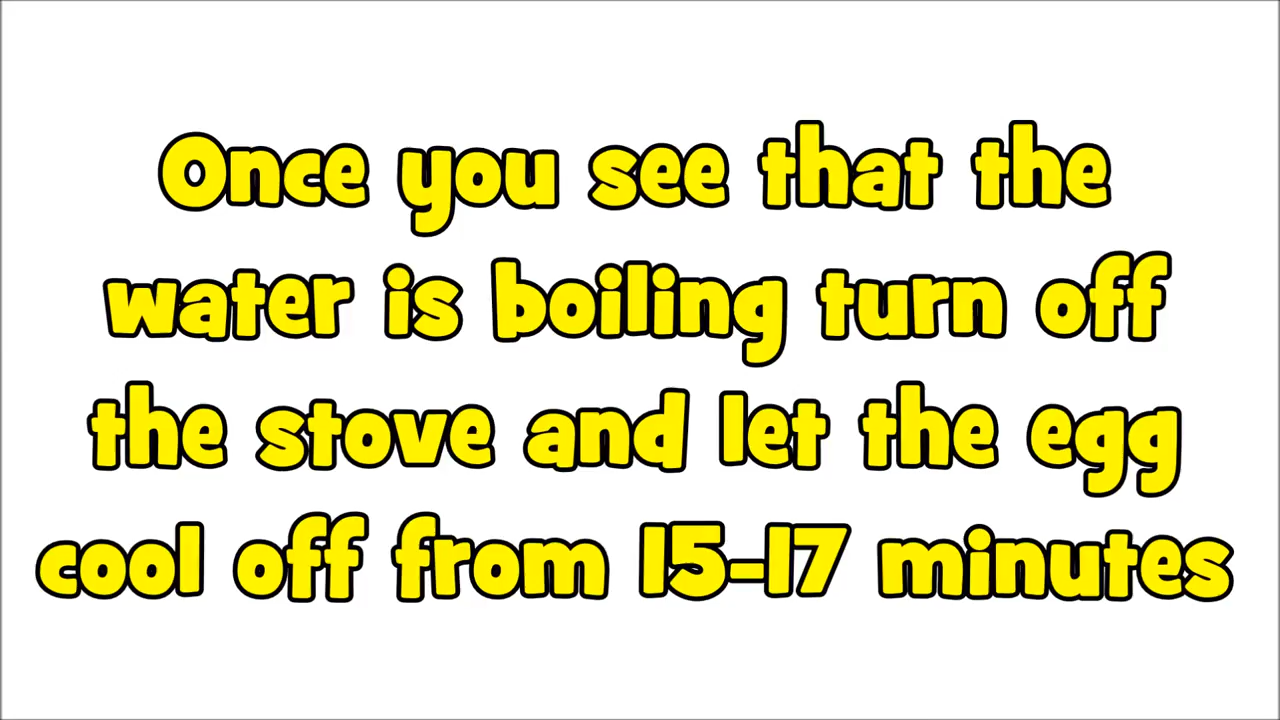 Once you see that the
water is boiling turn off
the stove and let the egg
cool off from 15-17 minutes